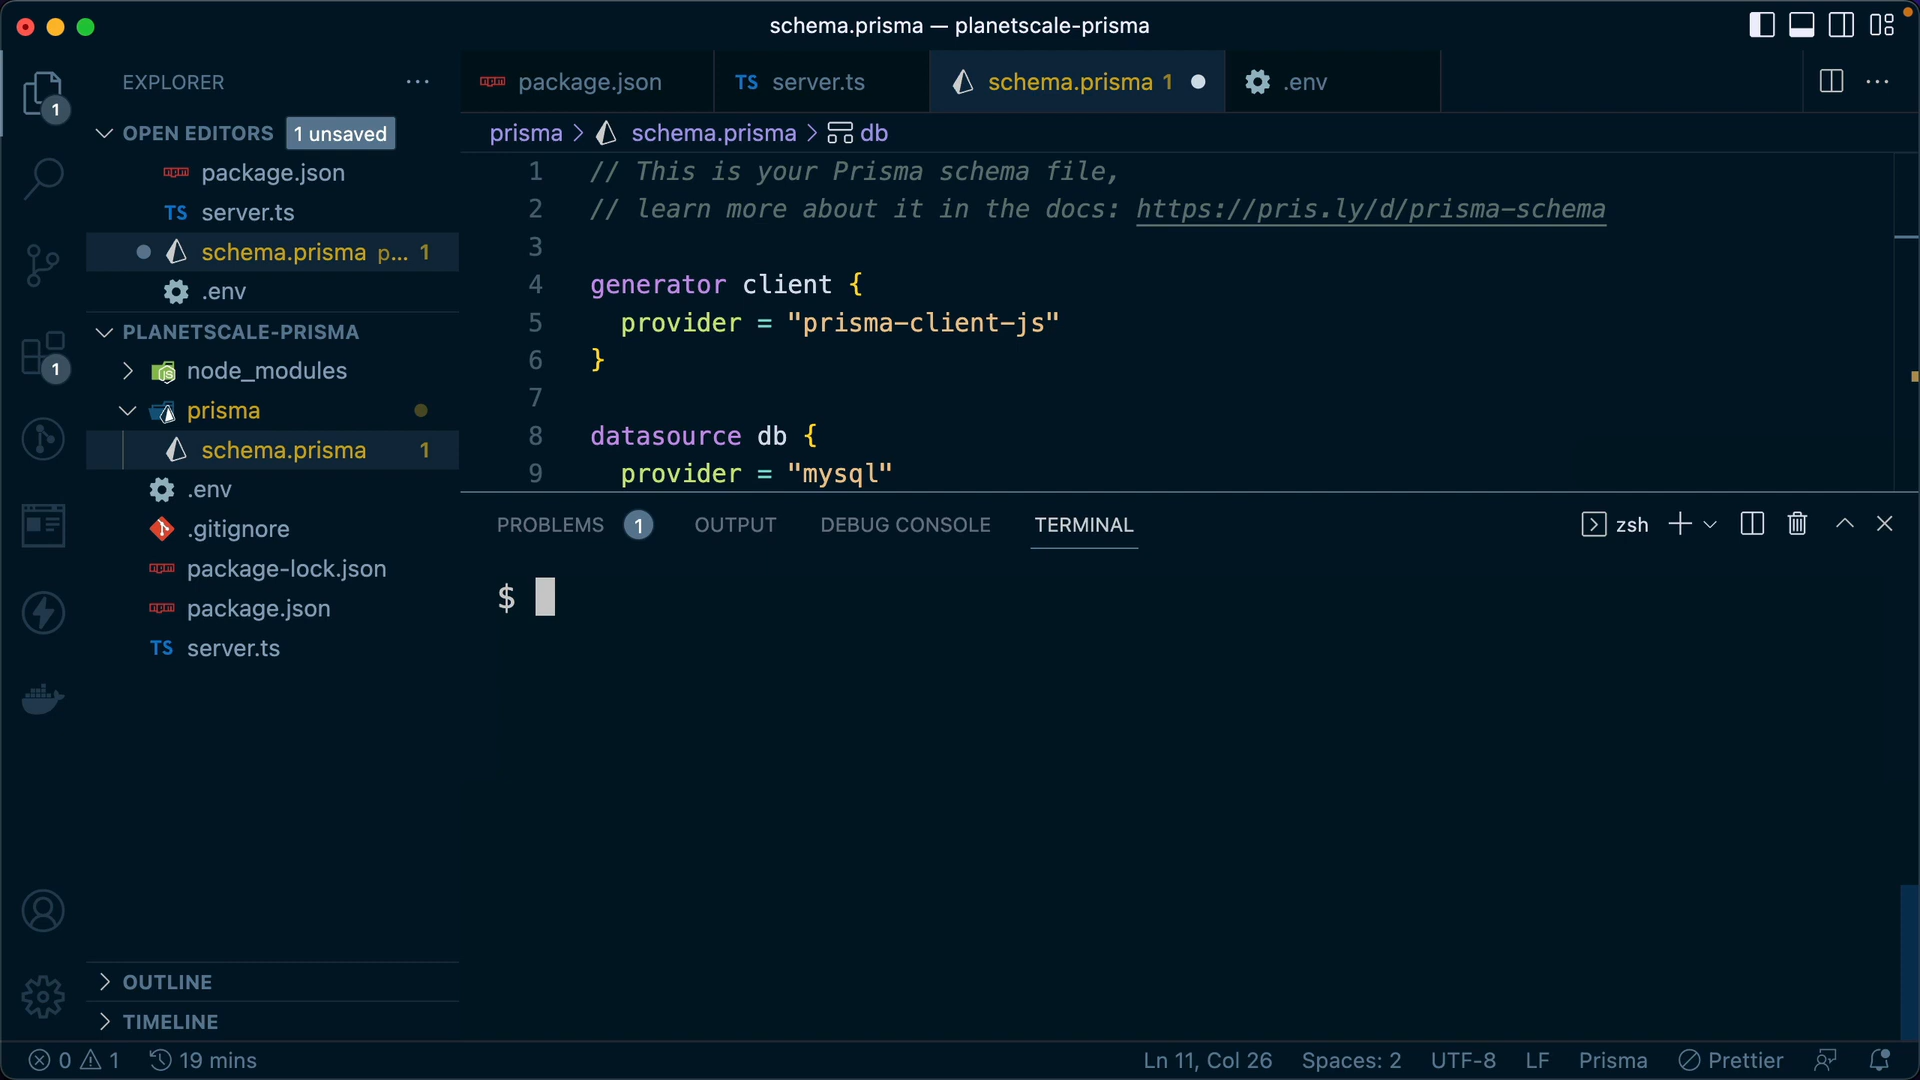 schema.prisma — planetscale-prisma
EXPLORER
1
OPEN EDITORS 1 unsaved
package.json
TS server.ts
schema.prisma p... 1
.env
PLANETSCALE-PRISMA
node_modules
prisma
schema.prisma 1
.env
.gitignore
package-lock.json
package.json
TS server.ts
1
OUTLINE
TIMELINE
package.json
TS server.ts
schema.prisma 1
.env
prisma > schema.prisma > db
1 // This is your Prisma schema file,
2 // learn more about it in the docs: https://pris.ly/d/prisma-schema
3
4 generator client {
5 provider = "prisma-client-js"
6 }
7
8 datasource db {
9 provider = "mysql"
PROBLEMS 1 OUTPUT DEBUG CONSOLE TERMINAL
zsh
$
0 1 19 mins
Ln 11, Col 26 Spaces: 2 UTF-8 LF Prisma Prettier